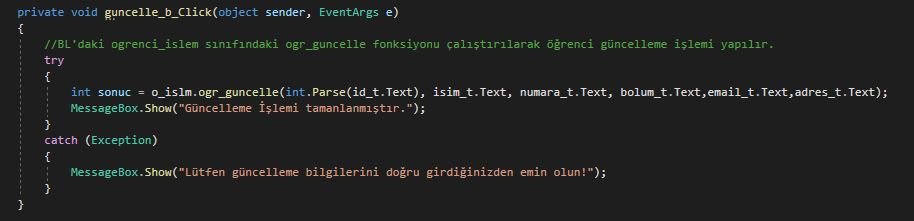 private void guncelle_b_Click(object sender, EventArgs e)
{
//BL'daki ogrenci_islem sınıfındaki ogr_guncelle fonksiyonu çalıştırılarak öğrenci güncelleme işlemi yapılır.
try
{
int sonuc = o_islm.ogr_guncelle(int.Parse(id_t.Text), isim_t.Text, numara_t.Text, bolum_t.Text,email_t.Text,adres_t.Text);
MessageBox.Show("Güncelleme İşlemi tamanlanmıştır.");
}
catch (Exception)
{
MessageBox.Show("Lütfen güncelleme bilgilerini doğru girdiğinizden emin olun!");
}
}